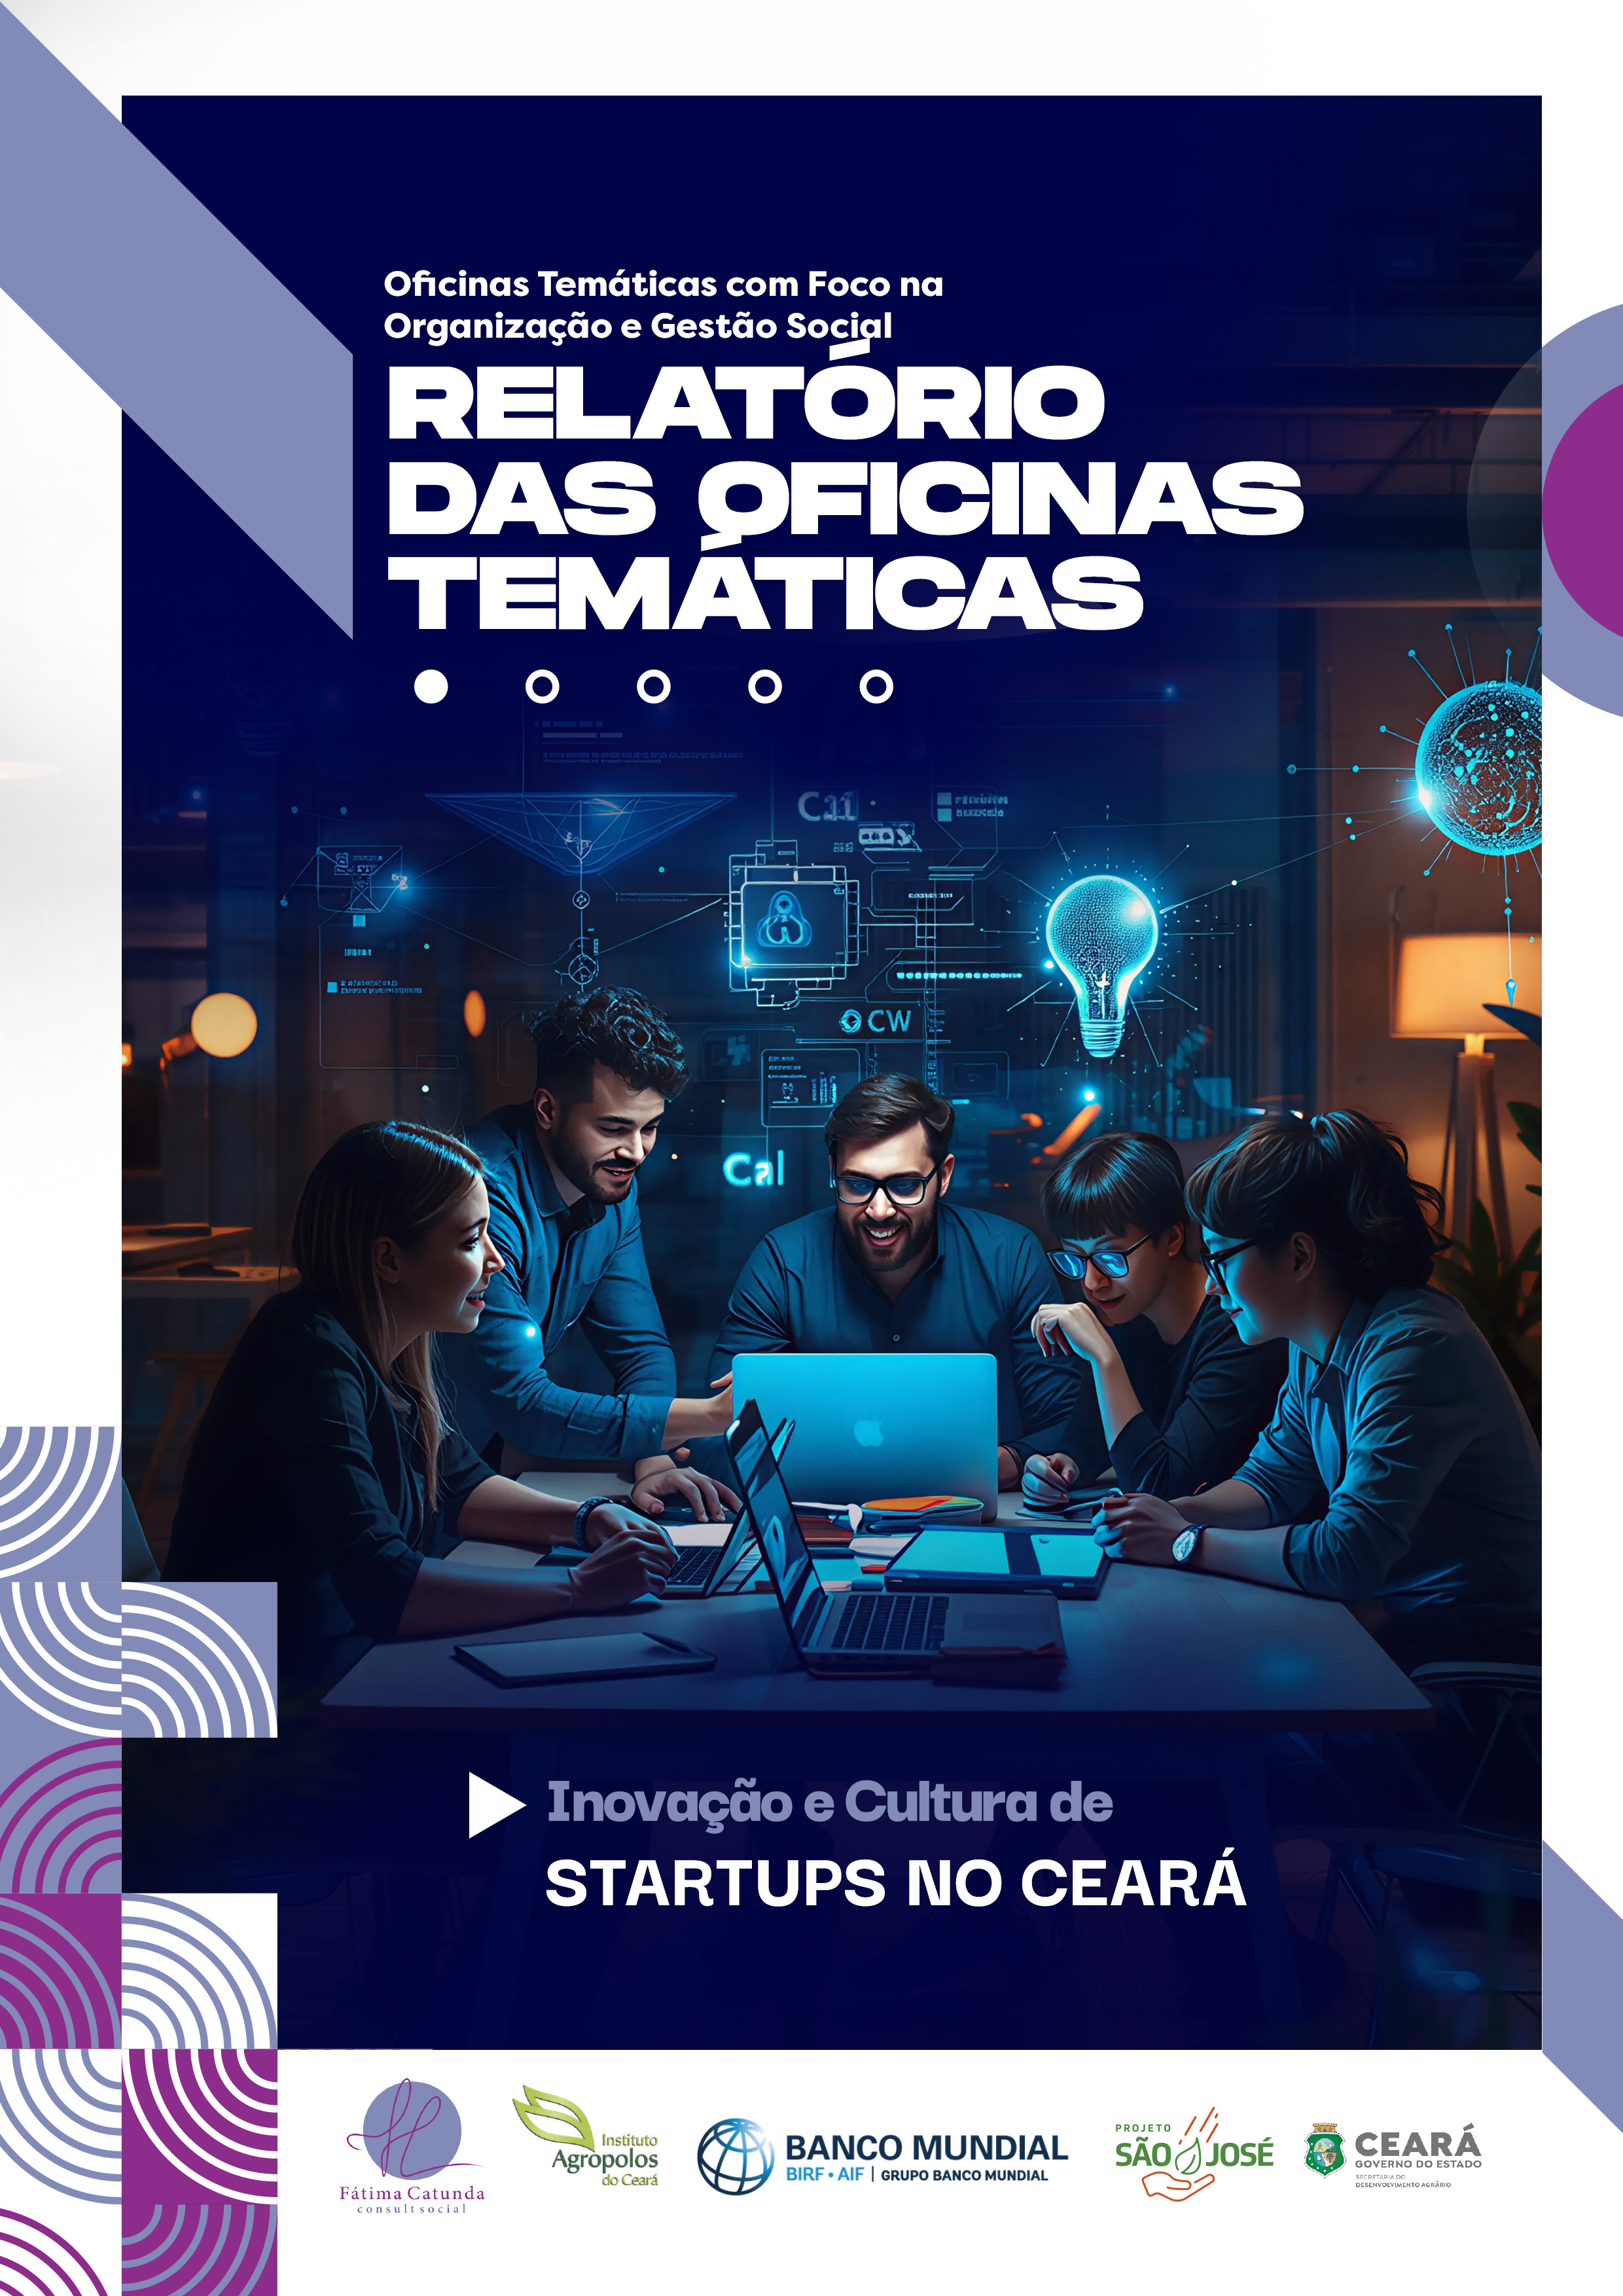 Oficinas Temáticas com Foco na
Organização e Gestão Social
RELATÓRIO
DAS OFICINAS
TEMÁTICAS
CW
Cal
Inovação e Cultura de
STARTUPS NO CEARÁ
Fátima Catunda
consult social
Instituto
Agropolos
do Ceará
BANCO MUNDIAL
BIRF • AIF | GRUPO BANCO MUNDIAL
PROJETO
SÃO JOSÉ
CEARÁ
GOVERNO DO ESTADO
SECRETARIA DO
DESENVOLVIMENTO AGRÁRIO